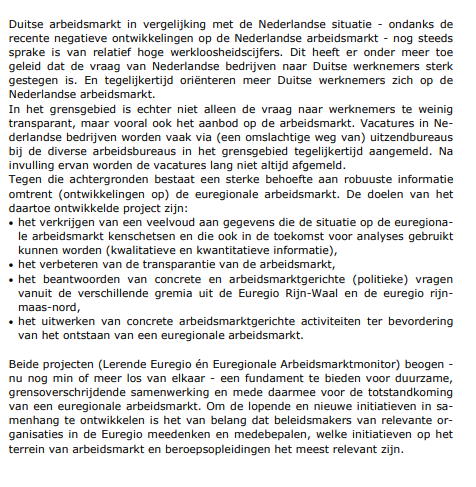 Duitse arbeidsmarkt in vergelijking met de Nederlandse situatie - ondanks de
recente negatieve ontwikkelingen op de Nederlandse arbeidsmarkt - nog steeds
sprake is van relatief hoge werkloosheidscijfers. Dit heeft er onder meer toe
geleid dat de vraag van Nederlandse bedrijven naar Duitse werknemers sterk
gestegen is. En tegelijkertijd oriënteren meer Duitse werknemers zich op de
Nederlandse arbeidsmarkt.
In het grensgebied is echter niet alleen de vraag naar werknemers te weinig
transparant, maar vooral ook het aanbod op de arbeidsmarkt. Vacatures in Ne-
derlandse bedrijven worden vaak via (een omslachtige weg van) uitzendbureaus
bij de diverse arbeidsbureaus in het grensgebied tegelijkertijd aangemeld. Na
invulling ervan worden de vacatures lang niet altijd afgemeld.
Tegen die achtergronden bestaat een sterke behoefte aan robuuste informatie
omtrent (ontwikkelingen op) de euregionale arbeidsmarkt. De doelen van het
daartoe ontwikkelde project zijn:
• het verkrijgen van een veelvoud aan gegevens die de situatie op de euregiona-
le arbeidsmarkt kenschetsen en die ook in de toekomst voor analyses gebruikt
kunnen worden (kwalitatieve en kwantitatieve informatie),
• het verbeteren van de transparantie van de arbeidsmarkt,
• het beantwoorden van concrete en arbeidsmarktgerichte (politieke) vragen
vanuit de verschillende gremia uit de Euregio Rijn-Waal en de euregio rijn-
maas-nord,
• het uitwerken van concrete arbeidsmarktgerichte activiteiten ter bevordering
van het ontstaan van een euregionale arbeidsmarkt.
Beide projecten (Lerende Euregio én Euregionale Arbeidsmarktmonitor) beogen -
nu nog min of meer los van elkaar - een fundament te bieden voor duurzame,
grensoverschrijdende samenwerking en mede daarmee voor de totstandkoming
van een euregionale arbeidsmarkt. Om de lopende en nieuwe initiatieven in sa-
menhang te ontwikkelen is het van belang dat beleidsmakers van relevante or-
ganisaties in de Euregio meedenken en medebepalen, welke initiatieven op het
terrein van arbeidsmarkt en beroepsopleidingen het meest relevant zijn.